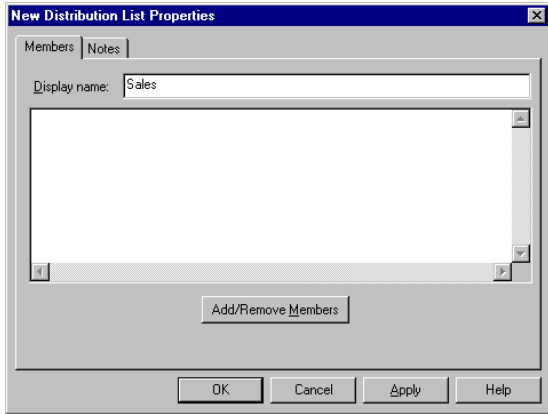 New Distribution List Properties
Members Notes
Display name: Sales
Add/Remove Members
OK Cancel Apply Help